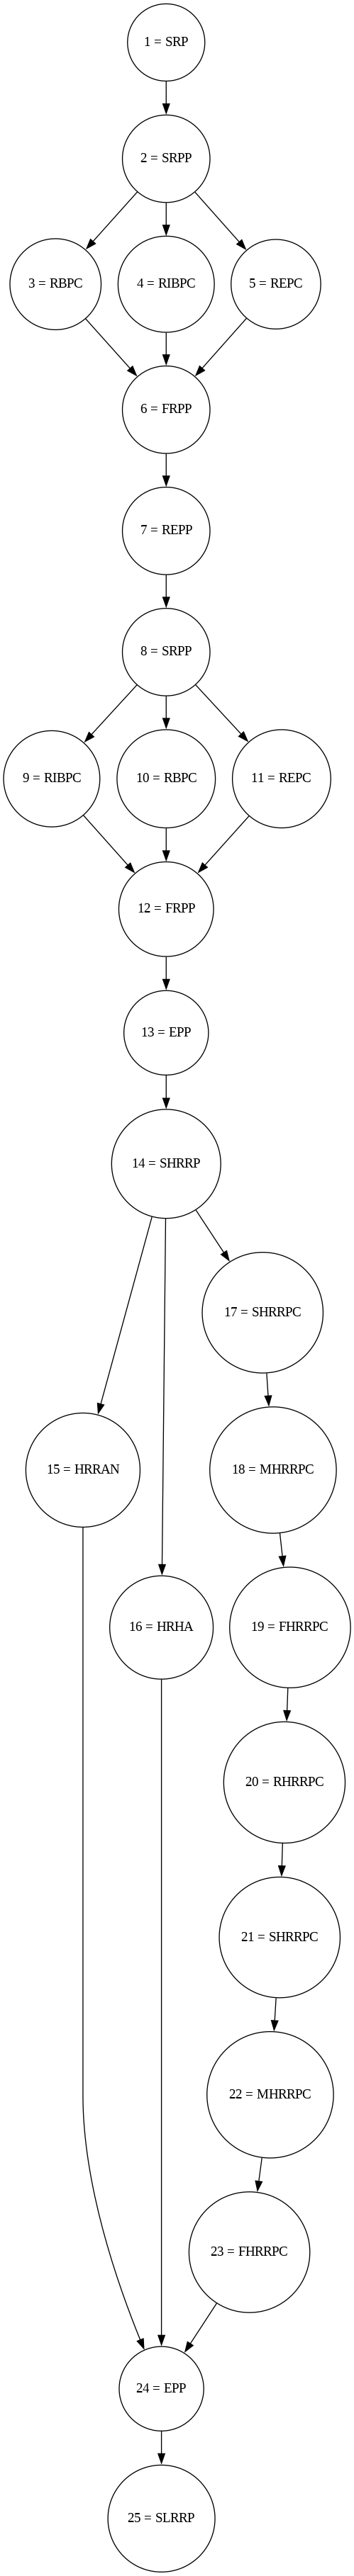 1 = SRP
2 = SRPP
3 = RBPC
4 = RIBPC
5 = REPC
6 = FRPP
7 = REPP
8 = SRPP
9 = RIBPC
10 = RBPC
11 = REPC
12 = FRPP
13 = EPP
14 = SHRRP
17 = SHRRPC
15 = HRRAN
18 = MHRRPC
16 = HRHA
19 = FHRRPC
20 = RHRRPC
21 = SHRRPC
22 = MHRRPC
23 = FHRRPC
24 = EPP
25 = SLRRP